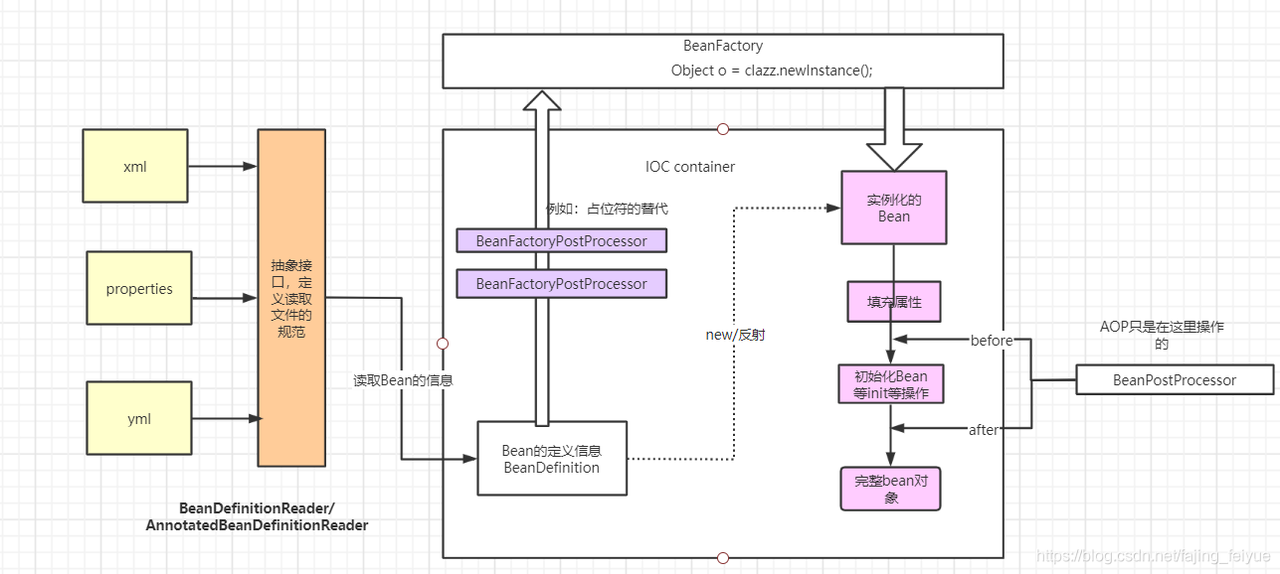 BeanFactory
Object o = clazz.newInstance();
xml
properties
yml
抽象接
口，定
义读取
文件的
规范
BeanDefinitionReader/
AnnotatedBeanDefinitionReader
读取Bean的信息
IOC container
例如：占位符的替代
BeanFactoryPostProcessor
BeanFactoryPostProcessor
Bean的定义信息
BeanDefinition
new/反射
实例化的
Bean
填充属性
before
初始化Bean
等init等操作
after
完整bean对
象
AOP只是在这里操作
的
BeanPostProcessor
https://blog.csdn.net/fajing_feiyue